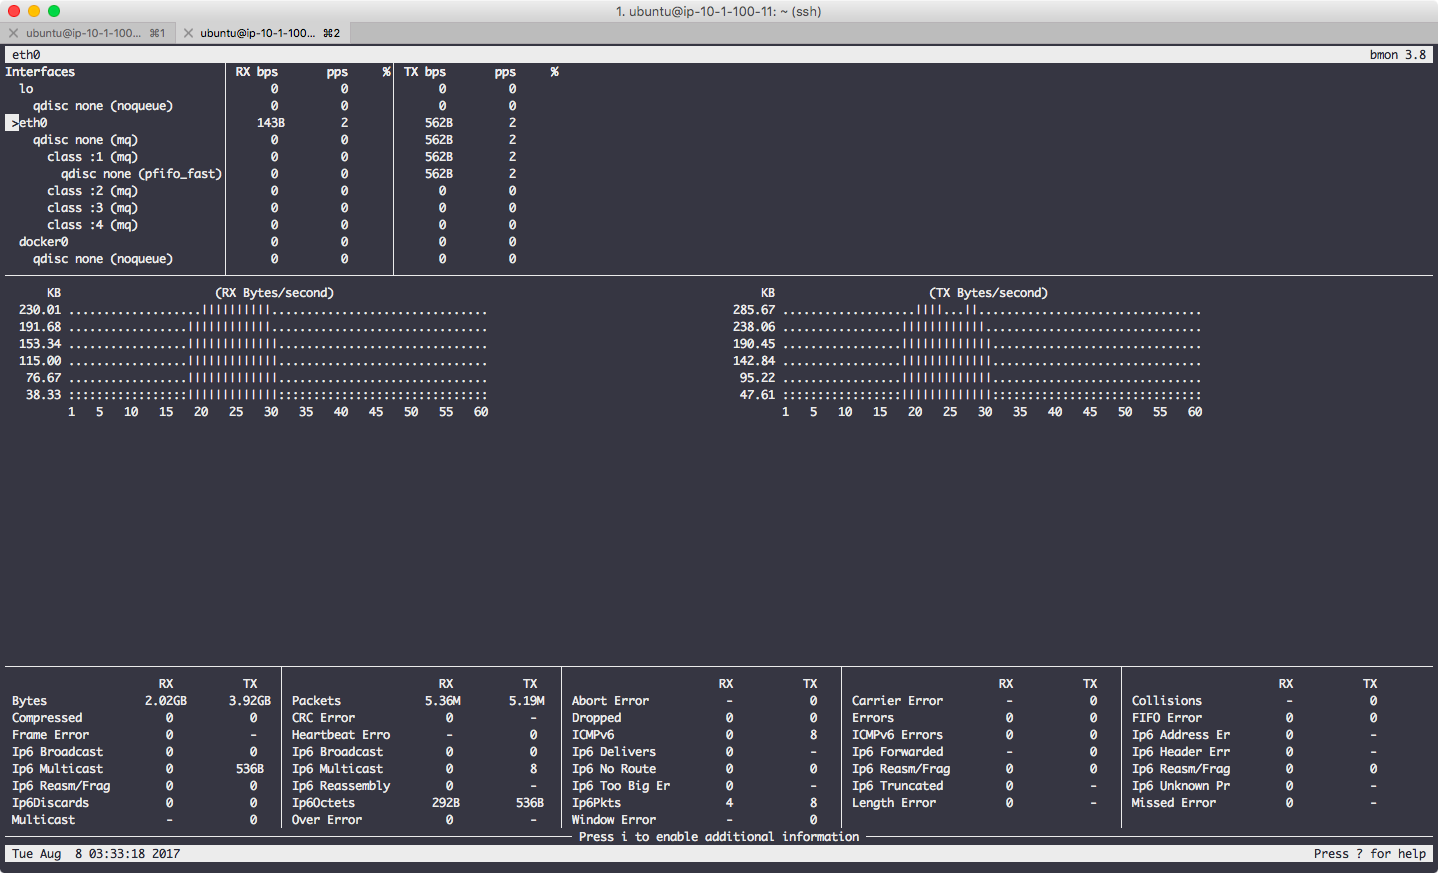 1. ubuntu@ip-10-1-100-11: ~ (ssh)
ubuntu@ip-10-1-100... ⌘1 ubuntu@ip-10-1-100... ⌘2
eth0 bmon 3.8
Interfaces RX bps pps % TX bps pps %
lo 0 0 0 0
qdisc none (noqueue) 0 0 0 0
>eth0 143B 2 562B 2
qdisc none (mq) 0 0 562B 2
class :1 (mq) 0 0 562B 2
qdisc none (pfifo_fast) 0 0 562B 2
class :2 (mq) 0 0 0 0
class :3 (mq) 0 0 0 0
class :4 (mq) 0 0 0 0
docker0 0 0 0 0
qdisc none (noqueue) 0 0 0 0
KB (RX Bytes/second) KB (TX Bytes/second)
230.01 ...................||||||||||............................... 285.67 ...................||||...||................................
191.68 .................||||||||||||............................... 238.06 .................||||||||||||...............................
153.34 .................|||||||||||||.............................. 190.45 .................|||||||||||||..............................
115.00 .................|||||||||||||.............................. 142.84 .................|||||||||||||..............................
76.67 .................|||||||||||||.............................. 95.22 .................|||||||||||||..............................
38.33 :::::::::::::::::|||||||||||||:::::::::::::::::::::::::::::: 47.61 :::::::::::::::::|||||||||||||::::::::::::::::::::::::::::::
1 5 10 15 20 25 30 35 40 45 50 55 60 1 5 10 15 20 25 30 35 40 45 50 55 60
RX TX RX TX RX TX RX TX RX TX
Bytes 2.02GB 3.92GB Packets 5.36M 5.19M Abort Error - 0 Carrier Error - 0 Collisions - 0
Compressed 0 0 CRC Error 0 - Dropped 0 0 Errors 0 0 FIFO Error 0 0
Frame Error 0 - Heartbeat Erro - 0 ICMPv6 0 8 ICMPv6 Errors 0 0 Ip6 Address Er 0 -
Ip6 Broadcast 0 0 Ip6 Broadcast 0 0 Ip6 Delivers 0 - Ip6 Forwarded - 0 Ip6 Header Err 0 -
Ip6 Multicast 0 536B Ip6 Multicast 0 8 Ip6 No Route 0 0 Ip6 Reasm/Frag 0 0 Ip6 Reasm/Frag 0 0
Ip6 Reasm/Frag 0 0 Ip6 Reassembly 0 - Ip6 Too Big Er 0 - Ip6 Truncated 0 - Ip6 Unknown Pr 0 -
Ip6Discards 0 0 Ip6Octets 292B 536B Ip6Pkts 4 8 Length Error 0 - Missed Error 0 -
Multicast - 0 Over Error 0 - Window Error - 0
Press i to enable additional information
Tue Aug  8 03:33:18 2017 Press ? for help